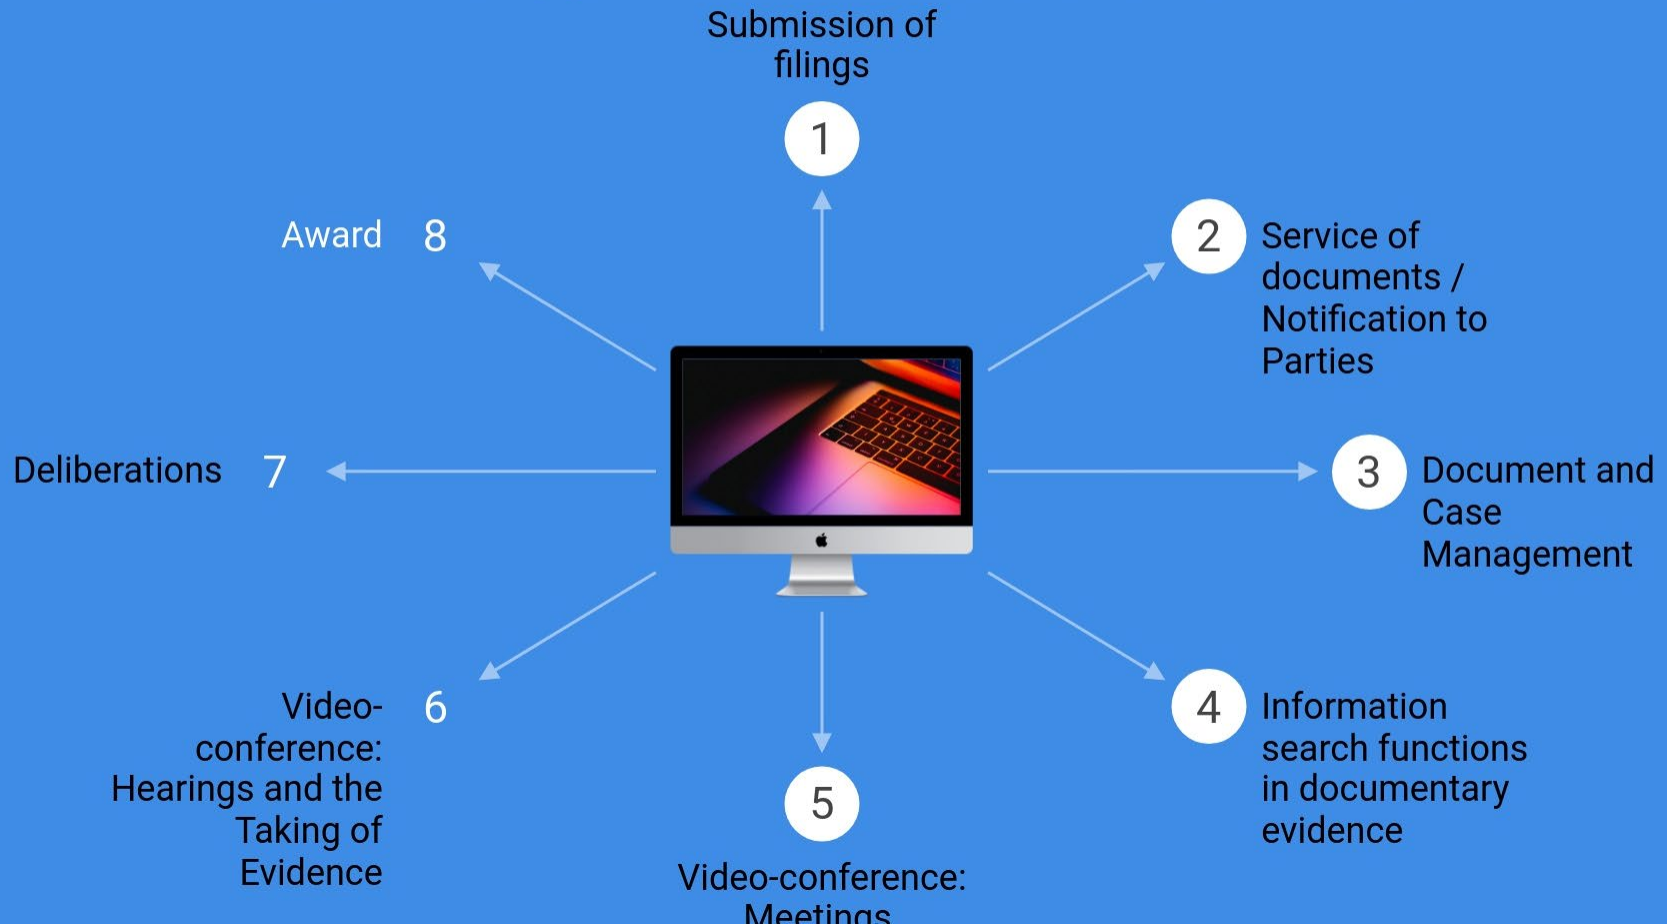 Submission of
filings
1
2
Service of
documents /
Notification to
Parties
3
Document and
Case
Management
4
Information
search functions
in documentary
evidence
5
Video-conference:
Meetings
6
Video-
conference:
Hearings and the
Taking of
Evidence
7
Deliberations
8
Award